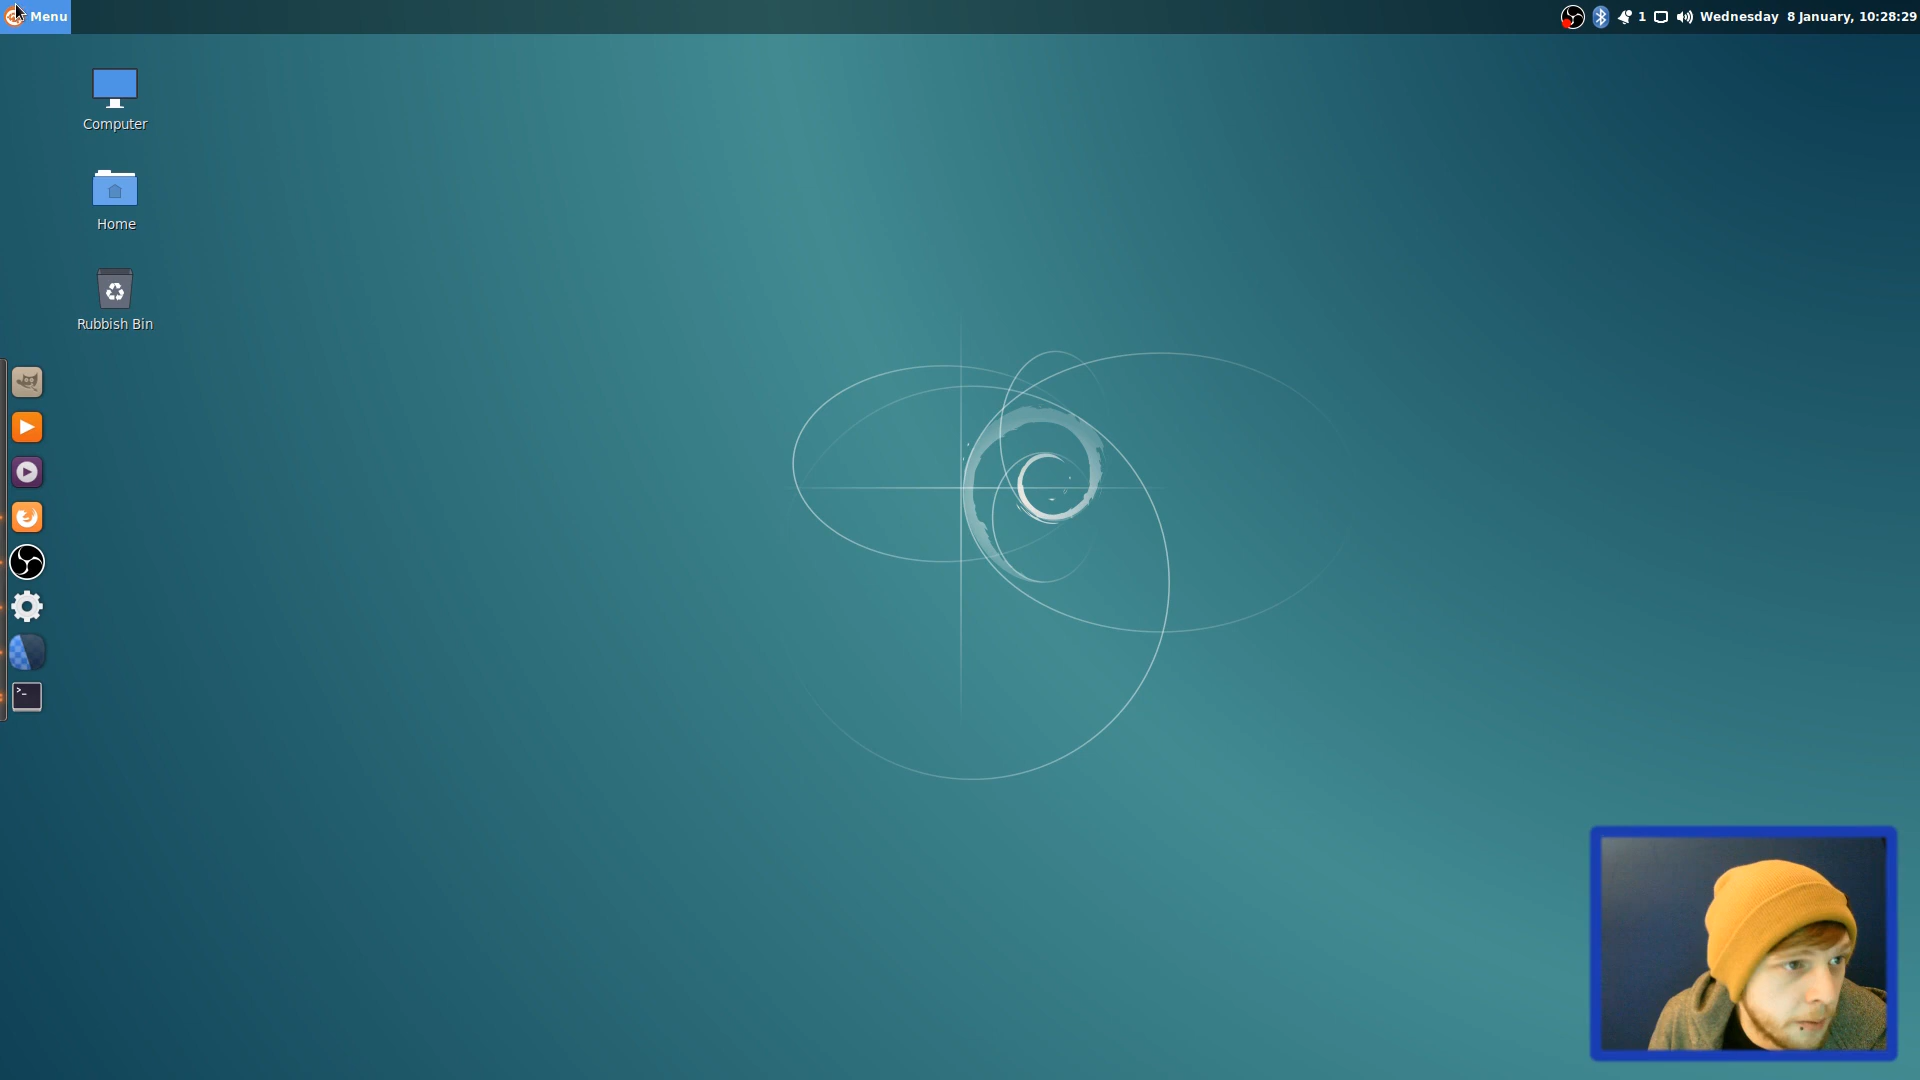 Menu
1 Wednesday 8 January, 10:28:29
Computer
Home
Rubbish Bin
>_